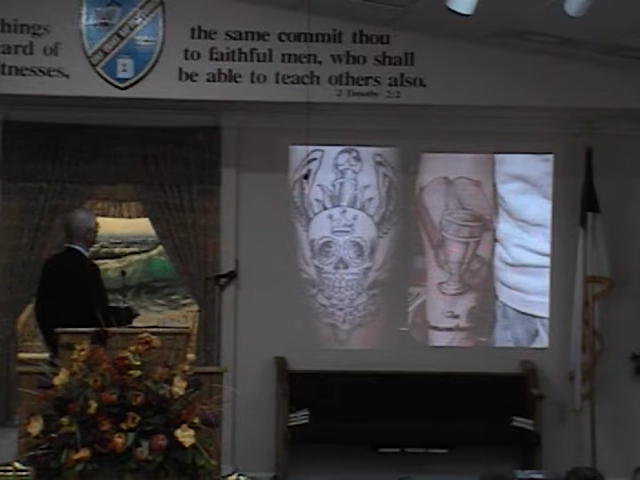 hings
ard of
tnesses,
the same commit thou
to faithful men, who shall
be able to teach others also.
2 Timothy 2:2